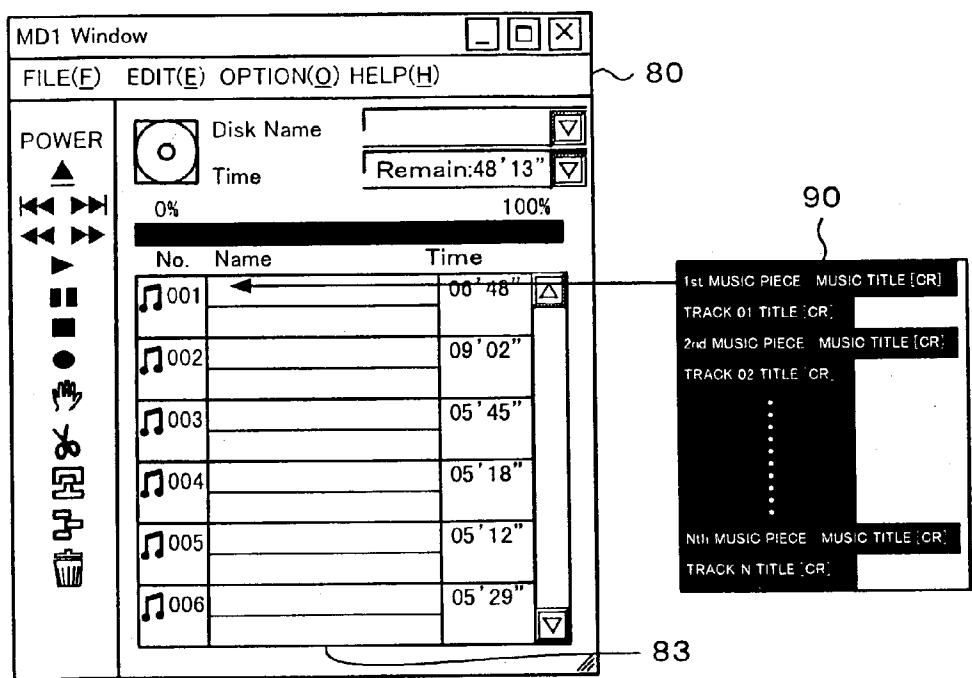 MD1 Window
FILE(F) EDIT(E) OPTION(O) HELP(H)
80
POWER
Disk Name
Time Remain:48'13"
0% 100%
No. Name Time
001 06'48"
002 09'02"
003 05'45"
004 05'18"
005 05'12"
006 05'29"
83
90
1st MUSIC PIECE MUSIC TITLE [CR]
TRACK 01 TITLE [CR]
2nd MUSIC PIECE MUSIC TITLE [CR]
TRACK 02 TITLE [CR]
Nth MUSIC PIECE MUSIC TITLE [CR]
TRACK N TITLE [CR]